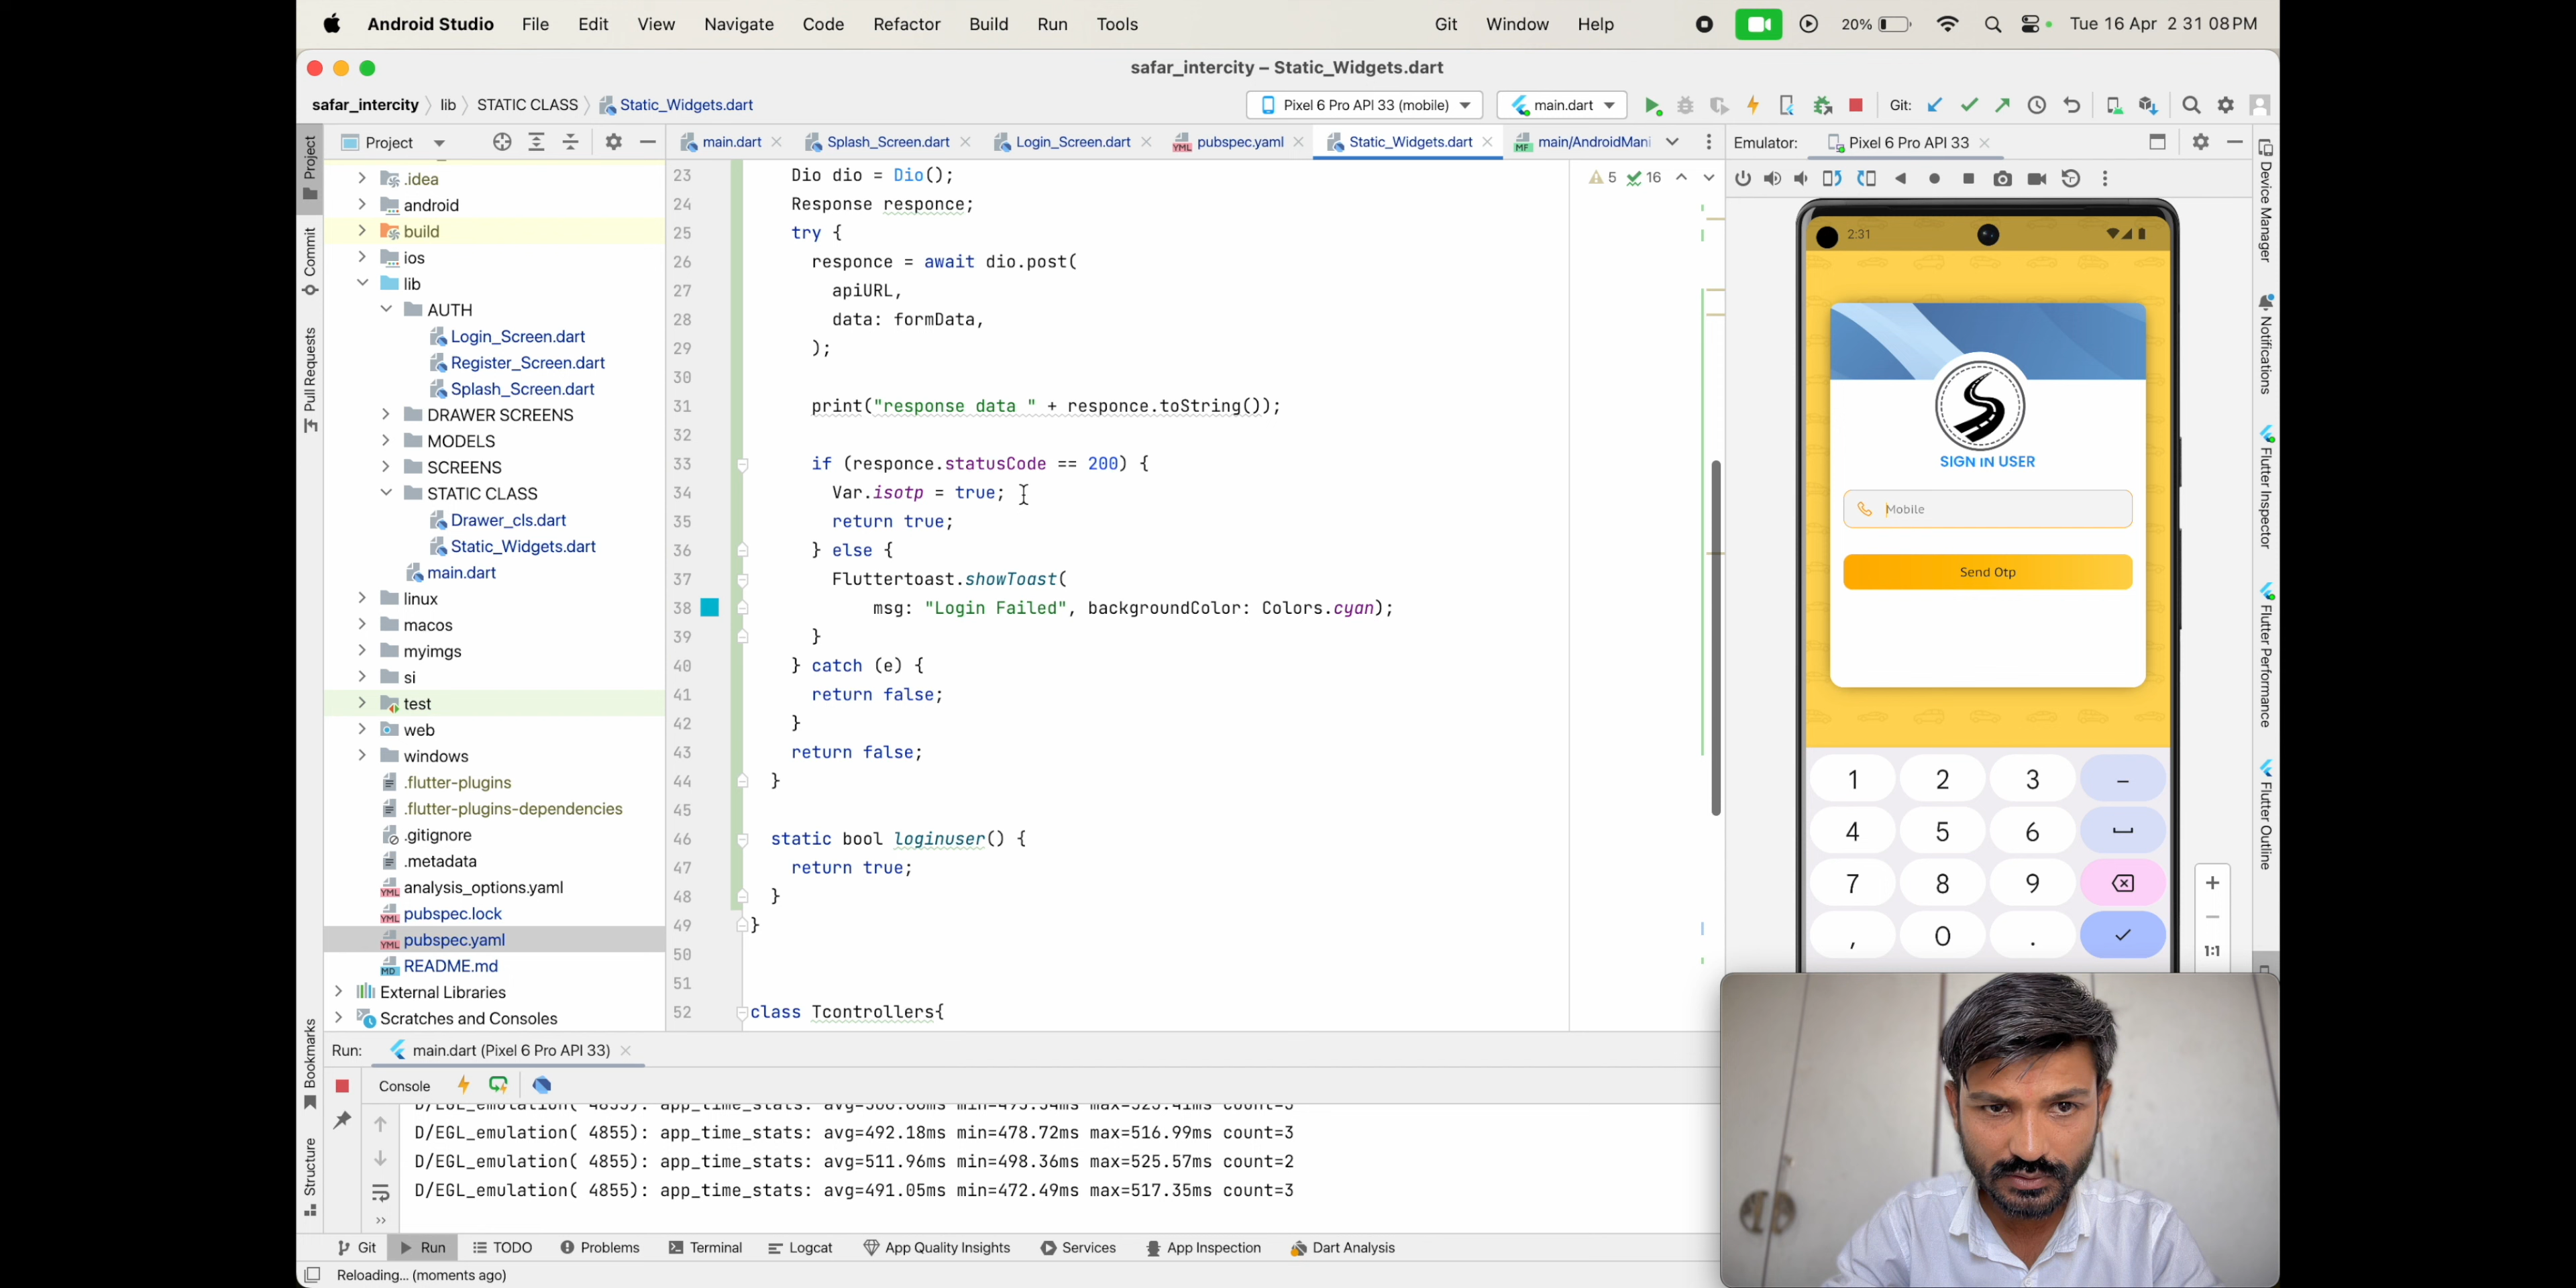 Android Studio File Edit View Navigate Code Refactor Build Run Tools Git Window Help 20% Tue 16 Apr 2 31 08 PM
safar_intercity – Static_Widgets.dart
safar_intercity lib STATIC CLASS Static_Widgets.dart Pixel 6 Pro API 33 (mobile) main.dart Git:
Project main.dart Splash_Screen.dart Login_Screen.dart pubspec.yaml Static_Widgets.dart main/AndroidMani Emulator: Pixel 6 Pro API 33
Project
Commit
Pull Requests
Bookmarks
Structure
.idea
android
build
ios
lib
AUTH
Login_Screen.dart
Register_Screen.dart
Splash_Screen.dart
DRAWER SCREENS
MODELS
SCREENS
STATIC CLASS
Drawer_cls.dart
Static_Widgets.dart
main.dart
linux
macos
myimgs
si
test
web
windows
.flutter-plugins
.flutter-plugins-dependencies
.gitignore
.metadata
analysis_options.yaml
pubspec.lock
pubspec.yaml
README.md
External Libraries
Scratches and Consoles
5 16
23 Dio dio = Dio();
24 Response responce;
25 try {
26 responce = await dio.post(
27 apiURL,
28 data: formData,
29 );
30
31 print("response data " + responce.toString());
32
33 if (responce.statusCode == 200) {
34 Var.isotp = true;
35 return true;
36 } else {
37 Fluttertoast.showToast(
38 msg: "Login Failed", backgroundColor: Colors.cyan);
39 }
40 } catch (e) {
41 return false;
42 }
43 return false;
44 }
45
46 static bool loginuser() {
47 return true;
48 }
49 }
50
51
52 class Tcontrollers{
2:31
SIGN IN USER
Mobile
Send Otp
1 2 3 –
4 5 6
7 8 9
, 0 .
1:1
Device Manager
Notifications
Flutter Inspector
Flutter Performance
Flutter Outline
Run: main.dart (Pixel 6 Pro API 33)
Console
D/EGL_emulation( 4855): app_time_stats: avg=492.18ms min=478.72ms max=516.99ms count=3
D/EGL_emulation( 4855): app_time_stats: avg=511.96ms min=498.36ms max=525.57ms count=2
D/EGL_emulation( 4855): app_time_stats: avg=491.05ms min=472.49ms max=517.35ms count=3
Git Run TODO Problems Terminal Logcat App Quality Insights Services App Inspection Dart Analysis
Reloading... (moments ago)